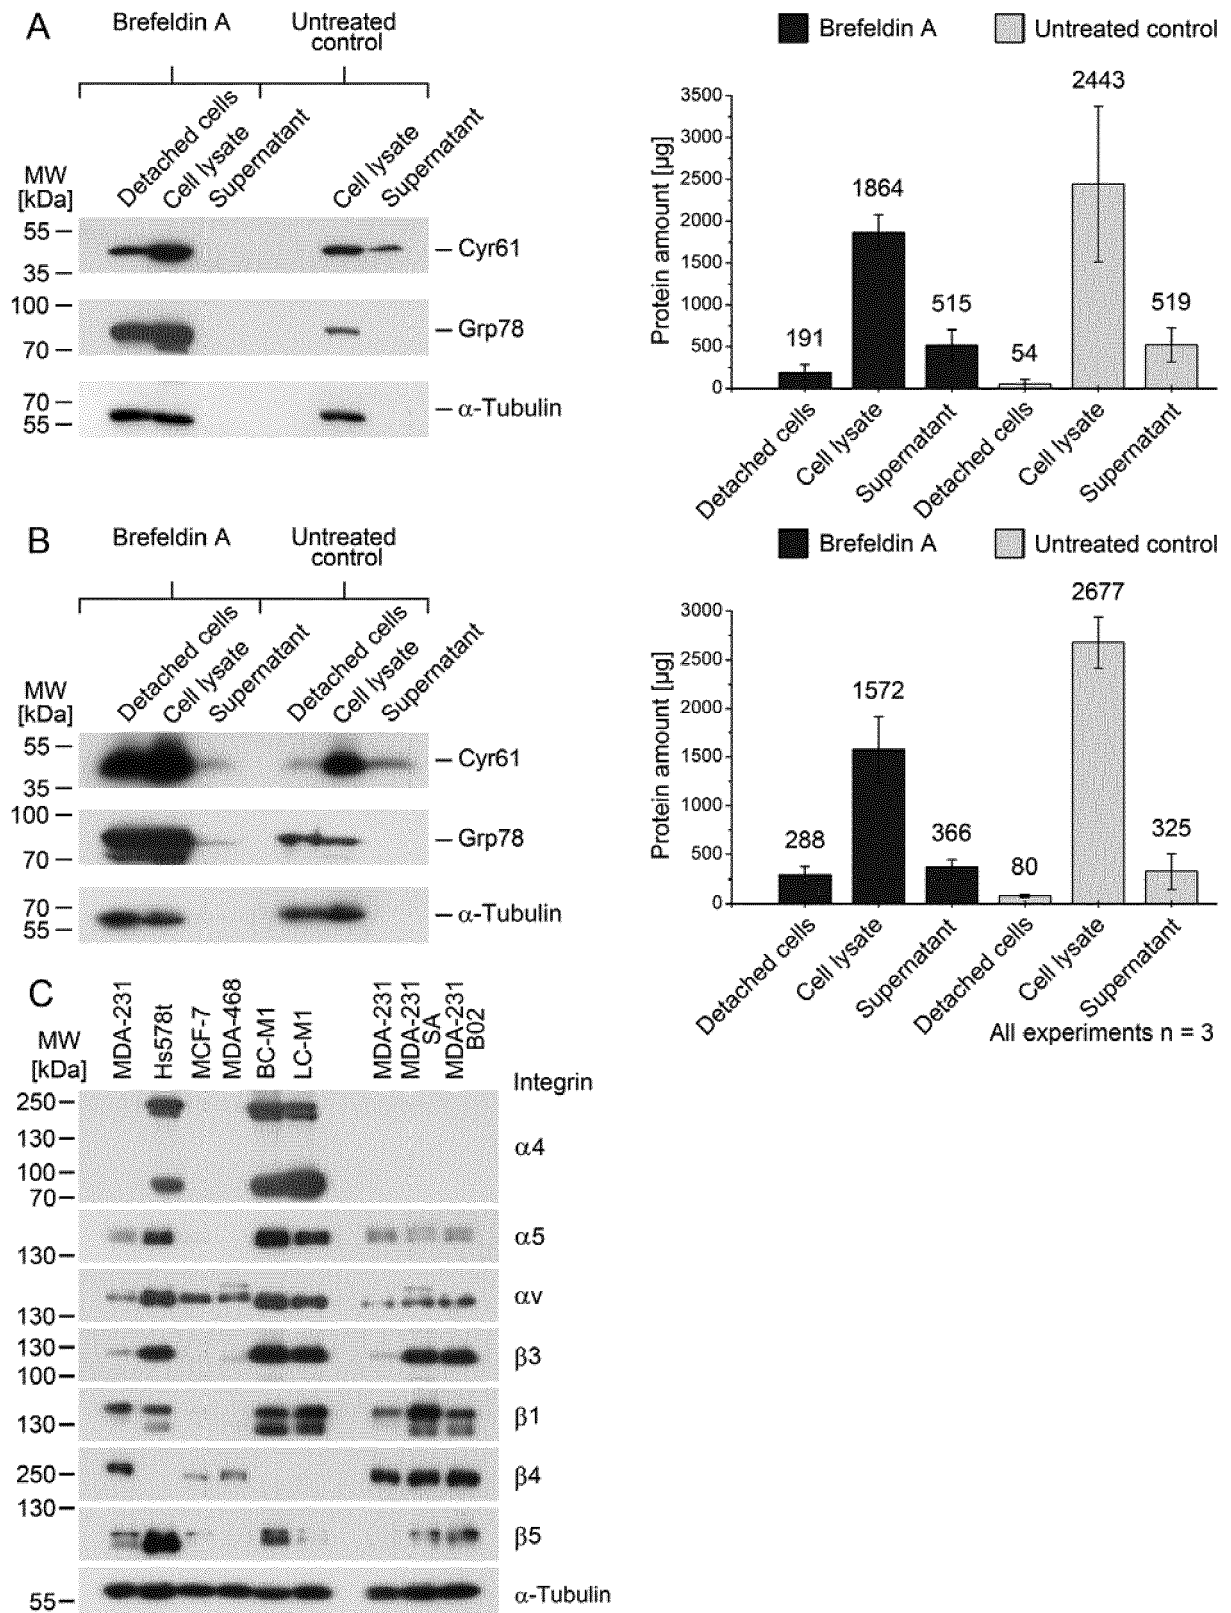 A
Brefeldin A
Untreated
control
Detached cells
Cell lysate
Supernatant
Cell lysate
Supernatant
MW
[kDa]
55
35
Cyr61
100
70
Grp78
70
55
α-Tubulin
Brefeldin A
Untreated control
Protein amount [µg]
3500
3000
2500
2000
1500
1000
500
0
191
1864
515
54
2443
519
Detached cells
Cell lysate
Supernatant
Detached cells
Cell lysate
Supernatant
B
Brefeldin A
Untreated
control
Detached cells
Cell lysate
Supernatant
Detached cells
Cell lysate
Supernatant
MW
[kDa]
55
35
Cyr61
100
70
Grp78
70
55
α-Tubulin
Brefeldin A
Untreated control
Protein amount [µg]
3000
2500
2000
1500
1000
500
0
288
1572
366
80
2677
325
Detached cells
Cell lysate
Supernatant
Detached cells
Cell lysate
Supernatant
All experiments n = 3
C
MW
[kDa]
MDA-231
Hs578t
MCF-7
MDA-468
BC-M1
LC-M1
MDA-231
MDA-231
SA
MDA-231
B02
Integrin
250
130
100
70
α4
130
α5
130
αv
130
100
β3
130
β1
250
β4
130
β5
55
α-Tubulin